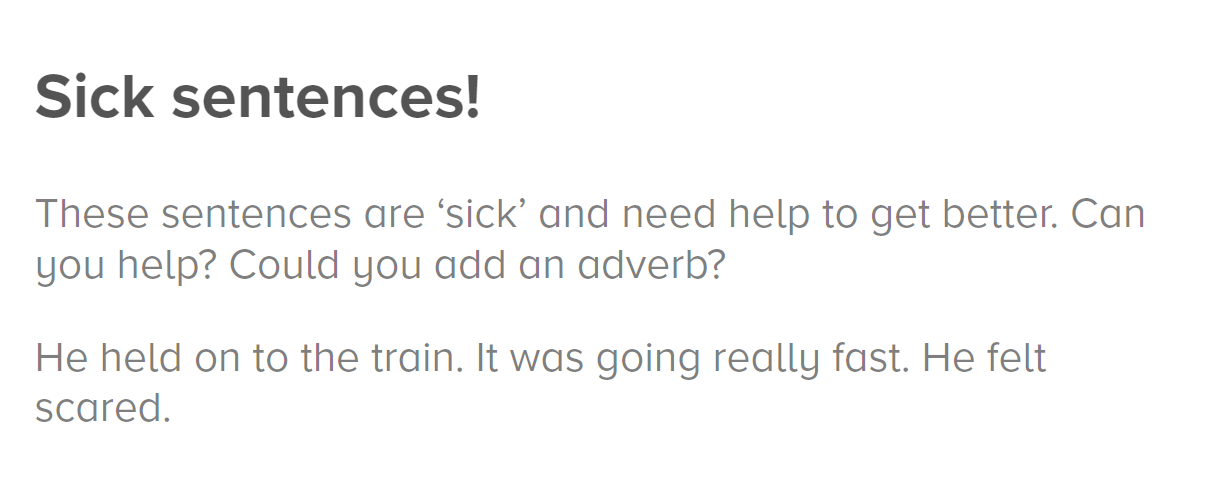 Sick sentences!
These sentences are ‘sick’ and need help to get better. Can
you help? Could you add an adverb?
He held on to the train. It was going really fast. He felt
scared.